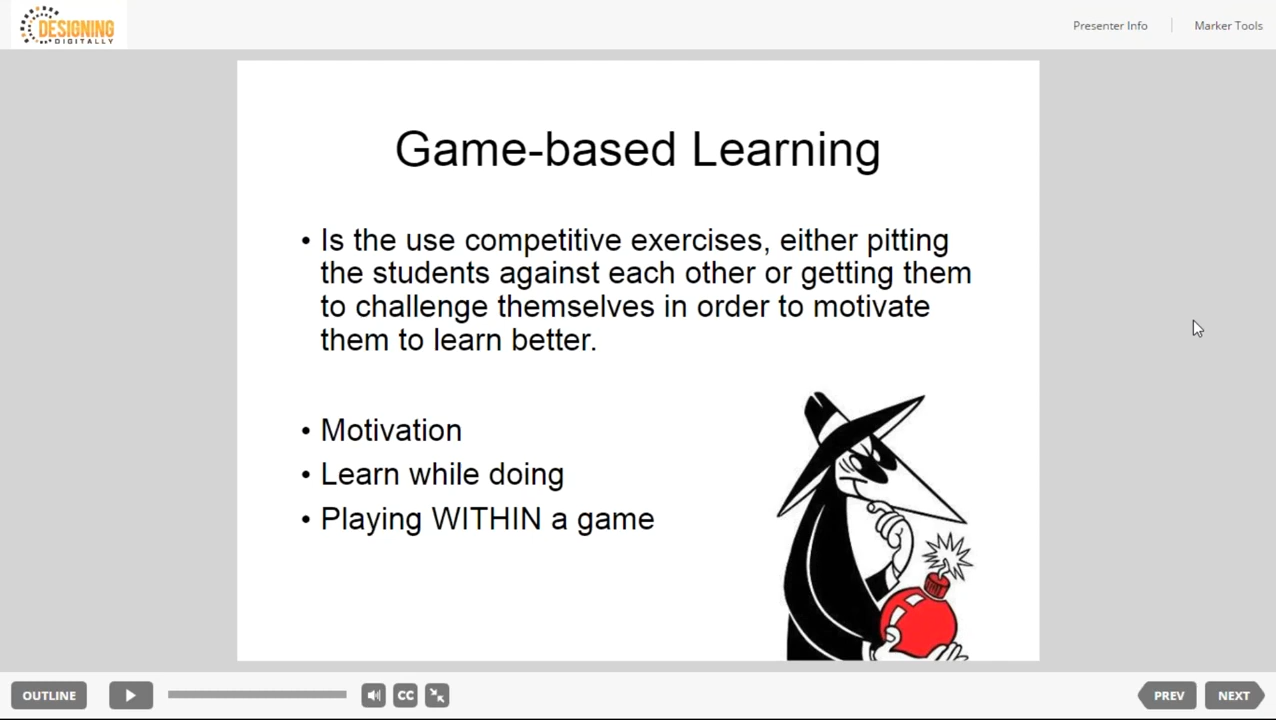 DESIGNING
DIGITALLY
Presenter Info
Marker Tools
Game-based Learning
• Is the use competitive exercises, either pitting
the students against each other or getting them
to challenge themselves in order to motivate
them to learn better.
• Motivation
• Learn while doing
• Playing WITHIN a game
OUTLINE
CC
PREV
NEXT